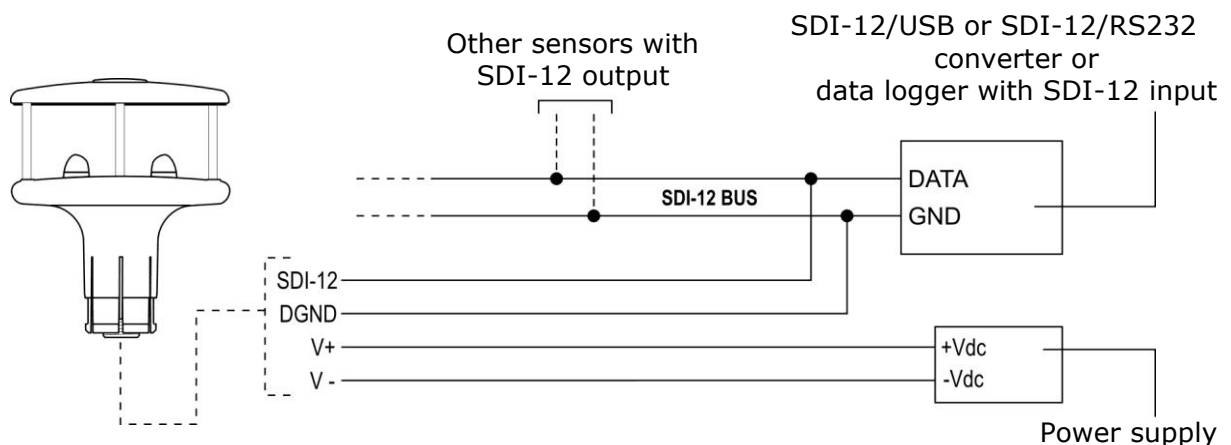 Other sensors with
SDI-12 output
SDI-12/USB or SDI-12/RS232
converter or
data logger with SDI-12 input
DATA
SDI-12 BUS
GND
SDI-12
DGND
V+
+Vdc
V -
-Vdc
Power supply